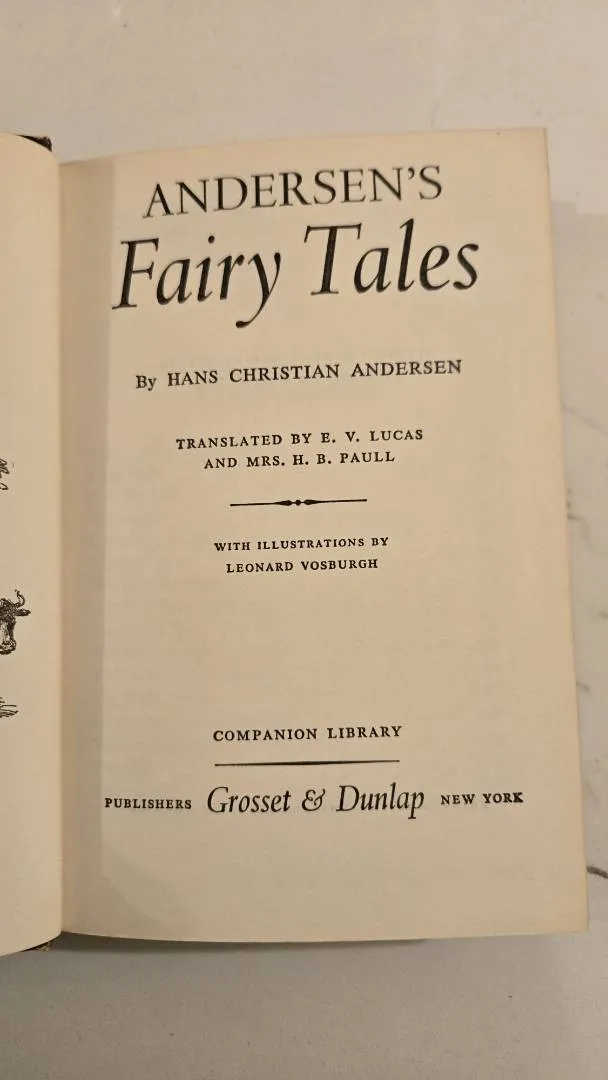 ANDERSEN'S
Fairy Tales
By HANS CHRISTIAN ANDERSEN
TRANSLATED BY E. V. LUCAS
AND MRS. H. B. PAULL
WITH ILLUSTRATIONS BY
LEONARD VOSBURGH
COMPANION LIBRARY
PUBLISHERS Grosset & Dunlap NEW YORK